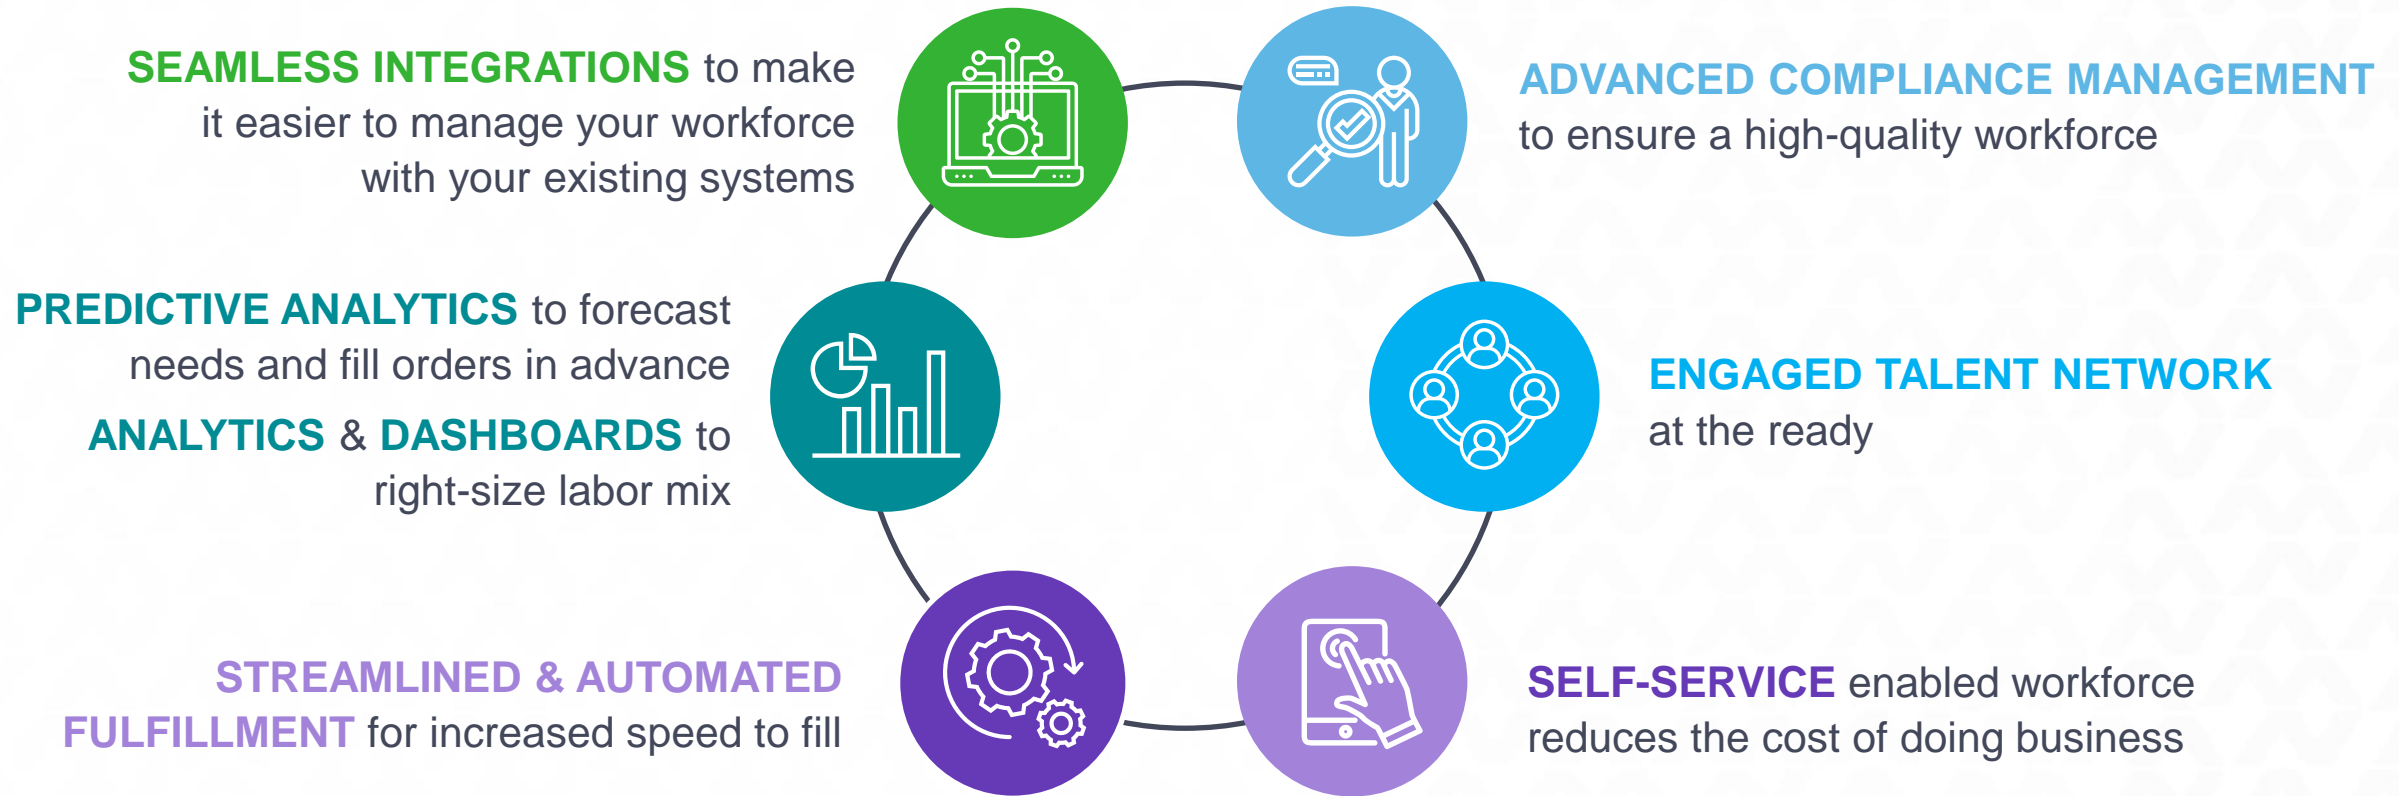 SEAMLESS INTEGRATIONS to make
it easier to manage your workforce
with your existing systems
PREDICTIVE ANALYTICS to forecast
needs and fill orders in advance
ANALYTICS & DASHBOARDS to
right-size labor mix
STREAMLINED & AUTOMATED
FULFILLMENT for increased speed to fill
ADVANCED COMPLIANCE MANAGEMENT
to ensure a high-quality workforce
ENGAGED TALENT NETWORK
at the ready
SELF-SERVICE enabled workforce
reduces the cost of doing business